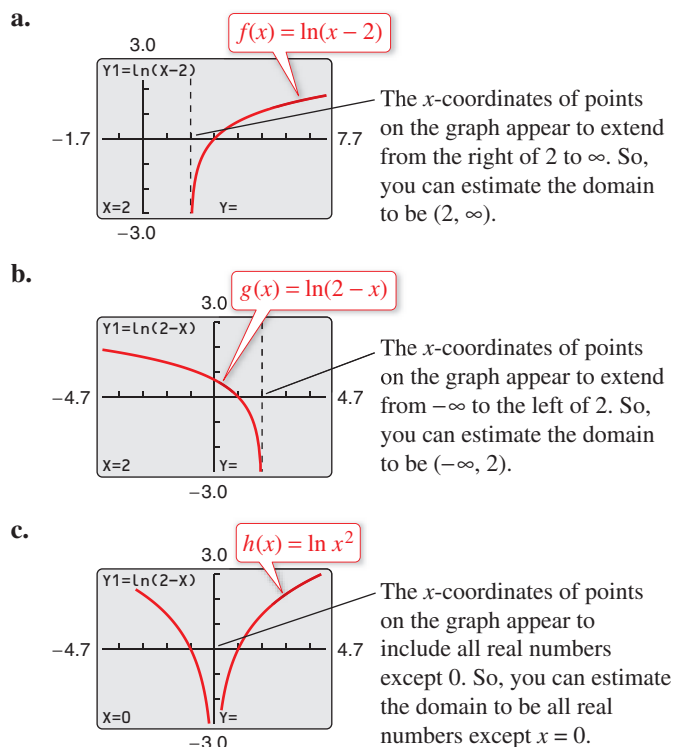 a.
f(x) = ln(x − 2)
3.0
Y1=ln(X-2)
−1.7
7.7
X=2
Y=
−3.0
The x-coordinates of points
on the graph appear to extend
from the right of 2 to ∞. So,
you can estimate the domain
to be (2, ∞).
b.
g(x) = ln(2 − x)
3.0
Y1=ln(2-X)
−4.7
4.7
X=2
Y=
−3.0
The x-coordinates of points
on the graph appear to extend
from −∞ to the left of 2. So,
you can estimate the domain
to be (−∞, 2).
c.
h(x) = ln x²
3.0
Y1=ln(2-X)
−4.7
4.7
X=0
Y=
−3.0
The x-coordinates of points
on the graph appear to
include all real numbers
except 0. So, you can estimate
the domain to be all real
numbers except x = 0.